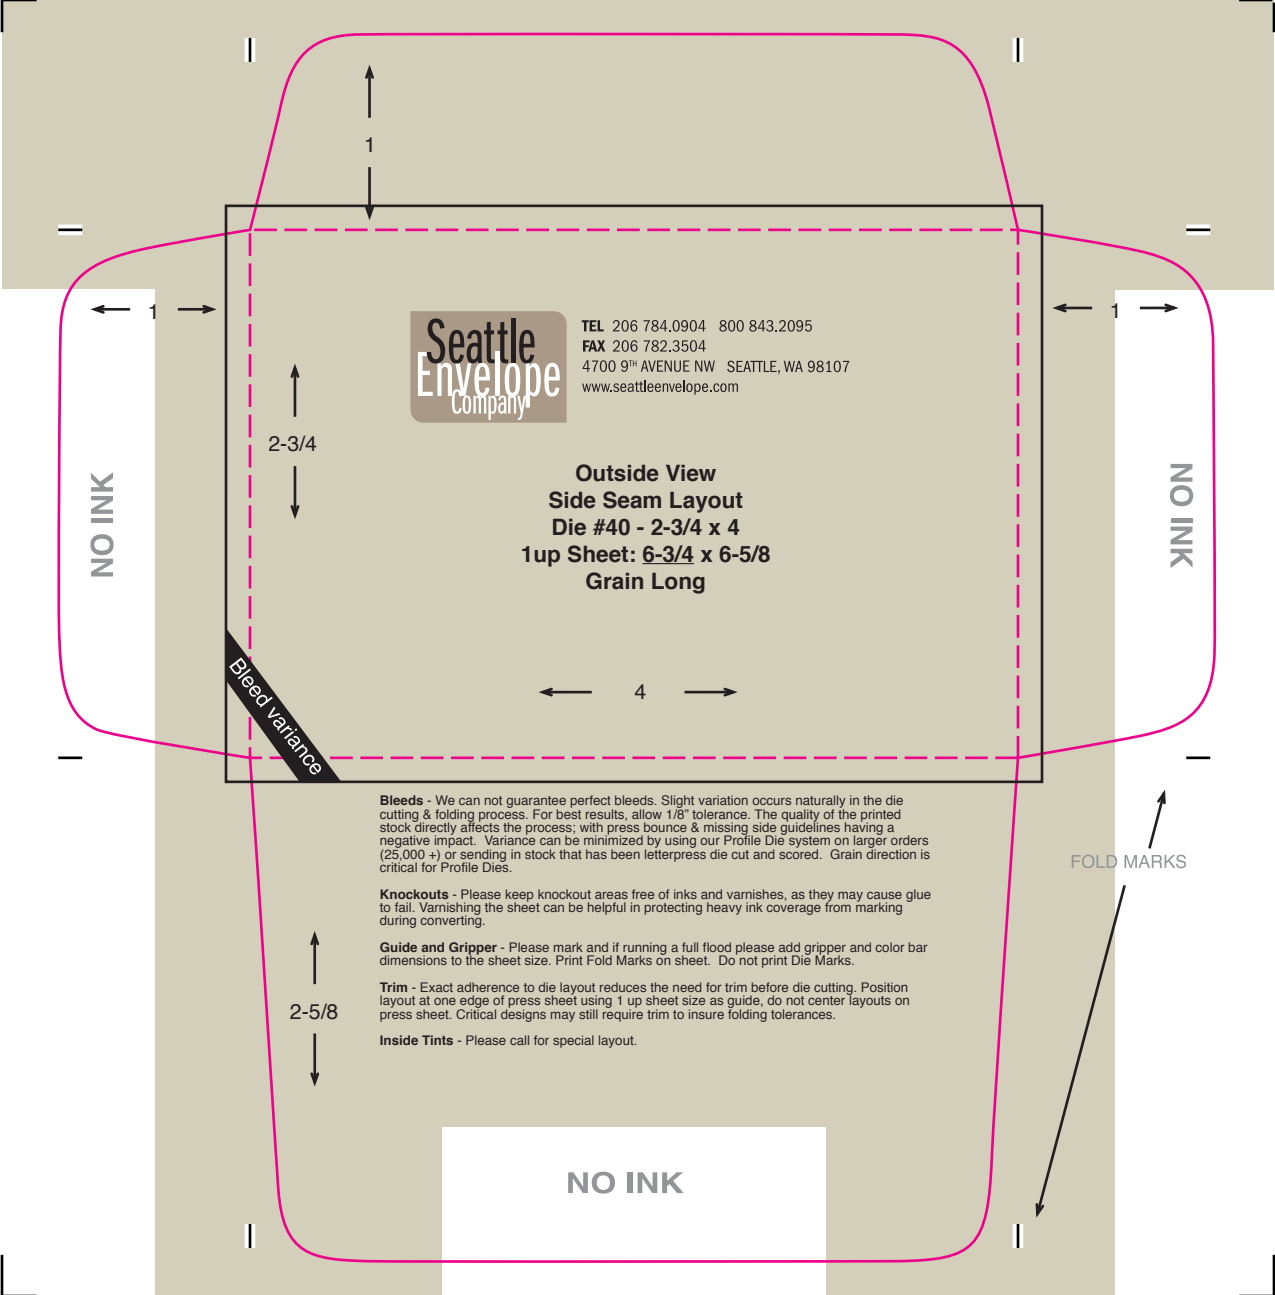 1
1
1
Seattle
Envelope
Company
TEL 206 784.0904 800 843.2095
FAX 206 782.3504
4700 9TH AVENUE NW SEATTLE, WA 98107
www.seattleenvelope.com
2-3/4
NO INK
NO INK
Outside View
Side Seam Layout
Die #40 - 2-3/4 x 4
1up Sheet: 6-3/4 x 6-5/8
Grain Long
Bleed variance
4
Bleeds - We can not guarantee perfect bleeds. Slight variation occurs naturally in the die
cutting & folding process. For best results, allow 1/8” tolerance. The quality of the printed
stock directly affects the process; with press bounce & missing side guidelines having a
negative impact. Variance can be minimized by using our Profile Die system on larger orders
(25,000 +) or sending in stock that has been letterpress die cut and scored. Grain direction is
critical for Profile Dies.
FOLD MARKS
Knockouts - Please keep knockout areas free of inks and varnishes, as they may cause glue
to fail. Varnishing the sheet can be helpful in protecting heavy ink coverage from marking
during converting.
Guide and Gripper - Please mark and if running a full flood please add gripper and color bar
dimensions to the sheet size. Print Fold Marks on sheet. Do not print Die Marks.
Trim - Exact adherence to die layout reduces the need for trim before die cutting. Position
layout at one edge of press sheet using 1 up sheet size as guide, do not center layouts on
press sheet. Critical designs may still require trim to insure folding tolerances.
2-5/8
Inside Tints - Please call for special layout.
NO INK